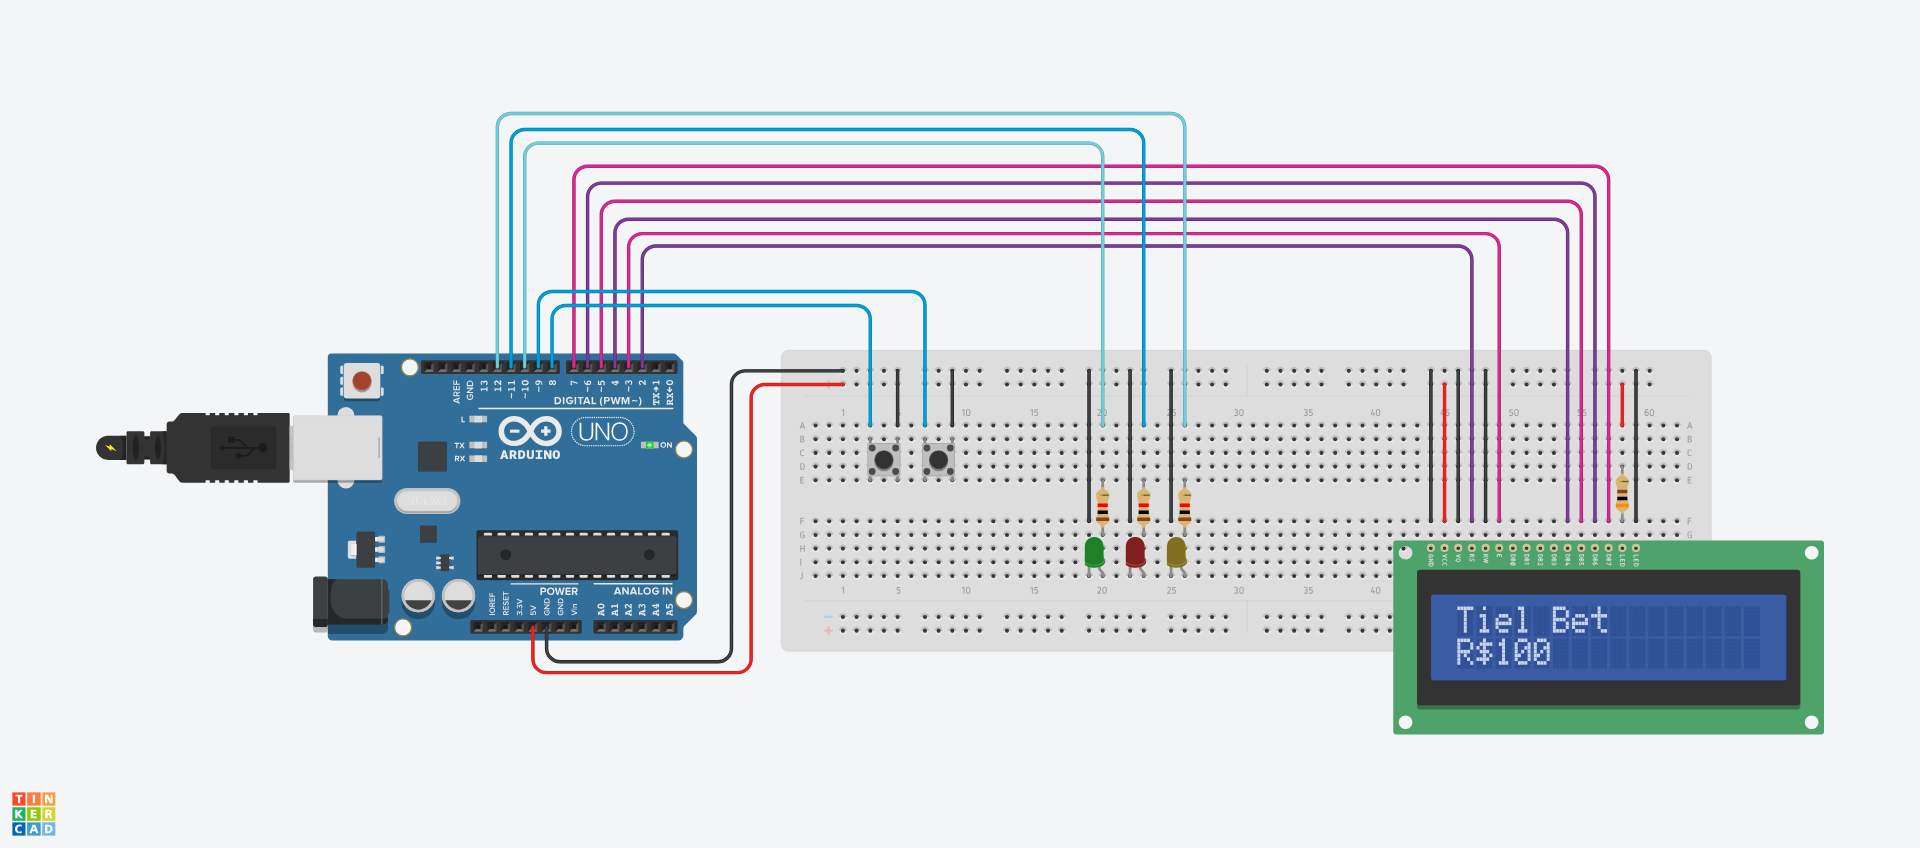 AREF
GND
13
12
~11
~10
~9
8
7
~6
~5
4
~3
2
TX→1
RX←0
DIGITAL (PWM~)
L
TX
RX
ARDUINO
UNO
ON
POWER
ANALOG IN
IOREF
RESET
3.3V
5V
GND
GND
Vin
A0
A1
A2
A3
A4
A5
1 5 10 15 20 25 30 35 40 45 50 55 60
A A
B B
C C
D D
E E
F F
G G
H
I
J
1 5 10 15 20 25 30 35 40
GND VCC VO RS RW E DB0 DB1 DB2 DB3 DB4 DB5 DB6 DB7 LED LED
Tiel Bet
R$100
TIN
KER
CAD